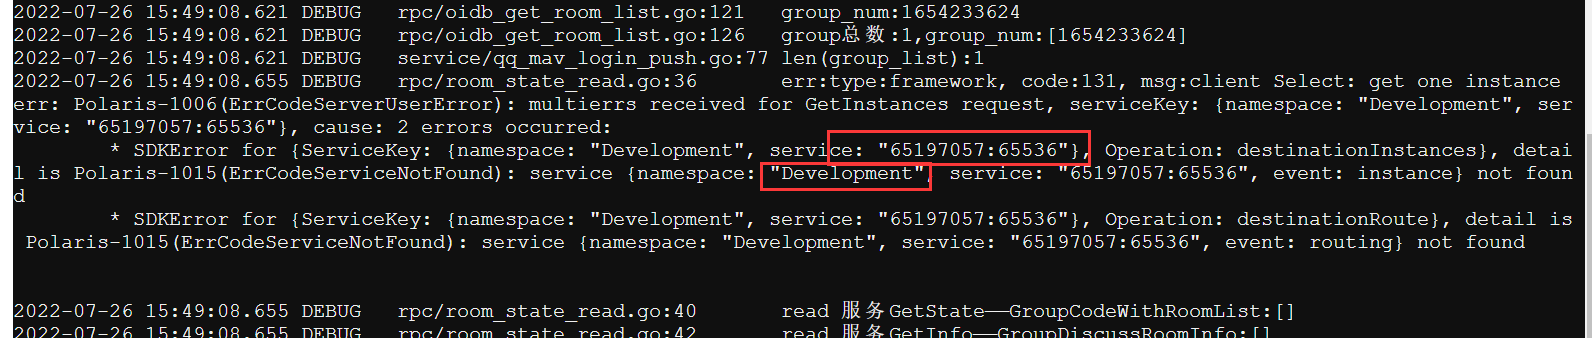 2022-07-26 15:49:08.621 DEBUG   rpc/oidb_get_room_list.go:121   group_num:1654233624
2022-07-26 15:49:08.621 DEBUG   rpc/oidb_get_room_list.go:126   group总数:1,group_num:[1654233624]
2022-07-26 15:49:08.621 DEBUG   service/qq_mav_login_push.go:77 len(group_list):1
2022-07-26 15:49:08.655 DEBUG   rpc/room_state_read.go:36       err:type:framework, code:131, msg:client Select: get one instance
err: Polaris-1006(ErrCodeServerUserError): multierrs received for GetInstances request, serviceKey: {namespace: "Development", ser
vice: "65197057:65536"}, cause: 2 errors occurred:
        * SDKError for {ServiceKey: {namespace: "Development", service: "65197057:65536"}, Operation: destinationInstances}, detai
l is Polaris-1015(ErrCodeServiceNotFound): service {namespace: "Development", service: "65197057:65536", event: instance} not foun
d
        * SDKError for {ServiceKey: {namespace: "Development", service: "65197057:65536"}, Operation: destinationRoute}, detail is
 Polaris-1015(ErrCodeServiceNotFound): service {namespace: "Development", service: "65197057:65536", event: routing} not found
2022-07-26 15:49:08.655 DEBUG   rpc/room_state_read.go:40       read 服务GetState——GroupCodeWithRoomList:[]
2022-07-26 15:49:08.655 DEBUG   rpc/room_state_read.go:42       read 服务GetInfo——GroupDiscussRoomInfo:[]